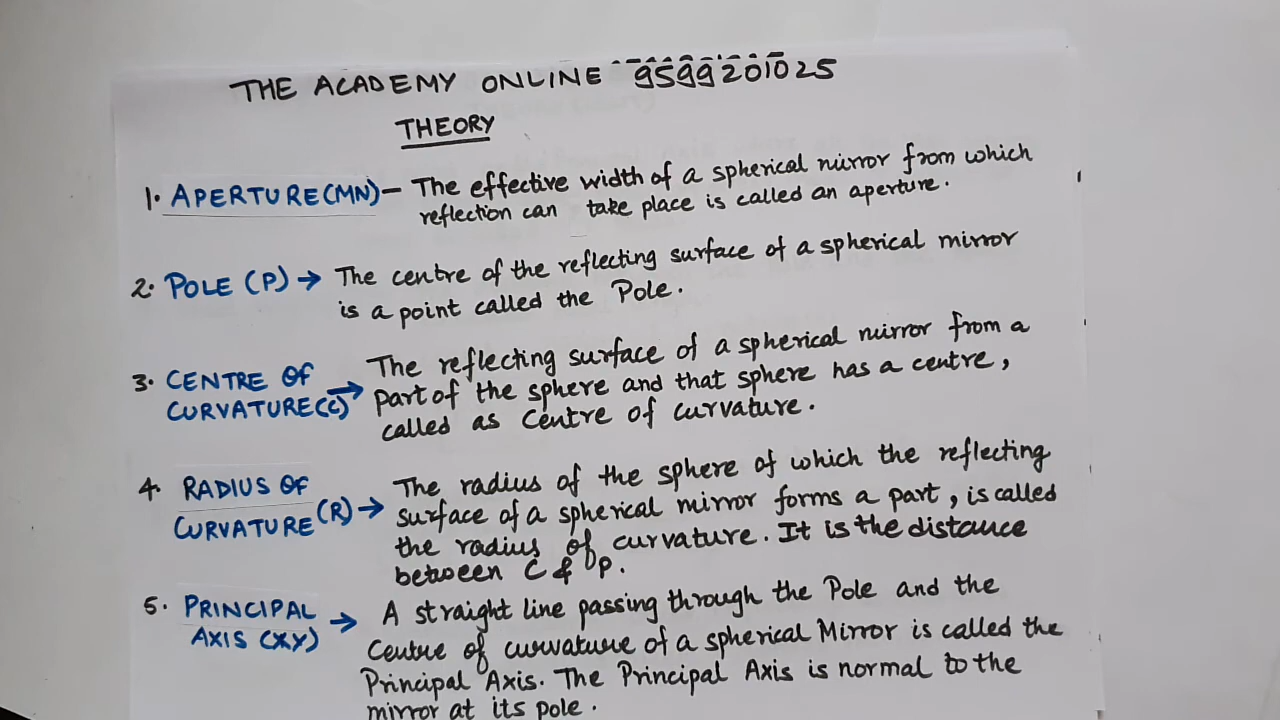 THE ACADEMY ONLINE 9599201025
THEORY
1. APERTURE(MN) – The effective width of a spherical mirror from which
reflection can take place is called an aperture.
2. POLE (P) → The centre of the reflecting surface of a spherical mirror
is a point called the Pole.
3. CENTRE OF CURVATURE(C) → The reflecting surface of a spherical mirror from a
part of the sphere and that sphere has a centre,
called as Centre of curvature.
4. RADIUS OF CURVATURE (R) → The radius of the sphere of which the reflecting
surface of a spherical mirror forms a part, is called
the radius of curvature. It is the distance
between C & P.
5. PRINCIPAL AXIS (XY) → A straight line passing through the Pole and the
Centre of curvature of a spherical Mirror is called the
Principal Axis. The Principal Axis is normal to the
mirror at its pole.